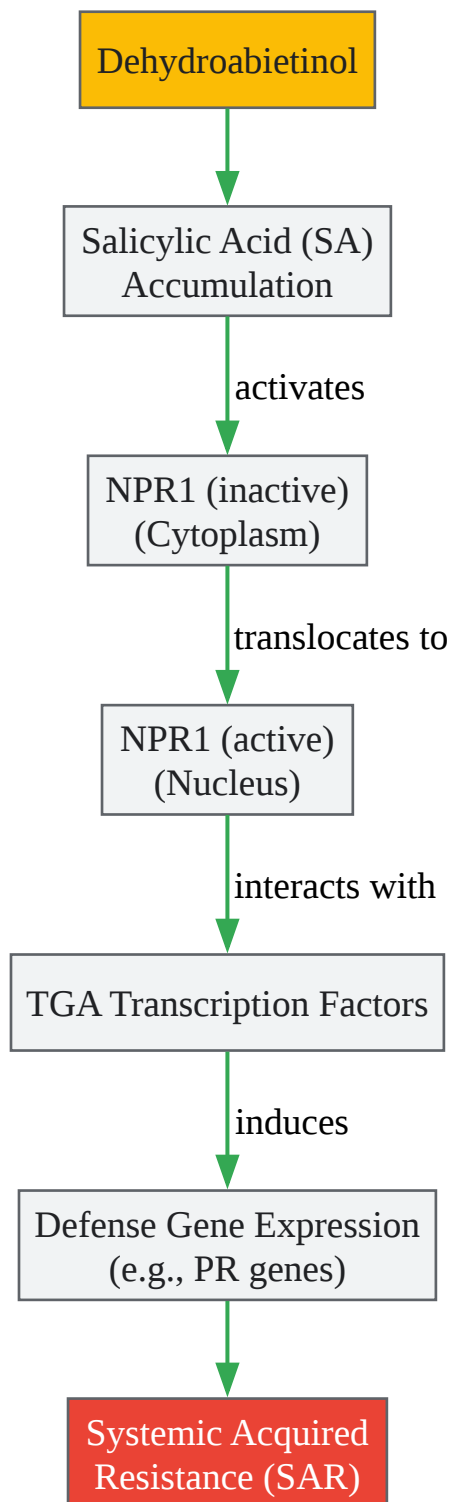 Dehydroabietinol
Salicylic Acid (SA)
Accumulation
activates
NPR1 (inactive)
(Cytoplasm)
translocates to
NPR1 (active)
(Nucleus)
interacts with
TGA Transcription Factors
induces
Defense Gene Expression
(e.g., PR genes)
Systemic Acquired
Resistance (SAR)